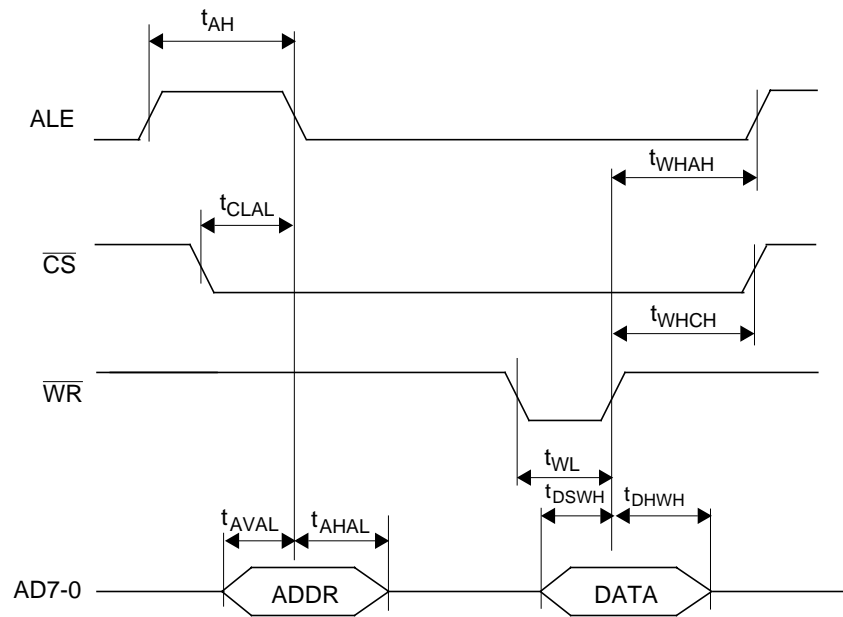 tAH
ALE
tWHAH
tCLAL
CS
tWHCH
WR
tWL
tDSWH
tDHWH
tAVAL
tAHAL
AD7-0
ADDR
DATA